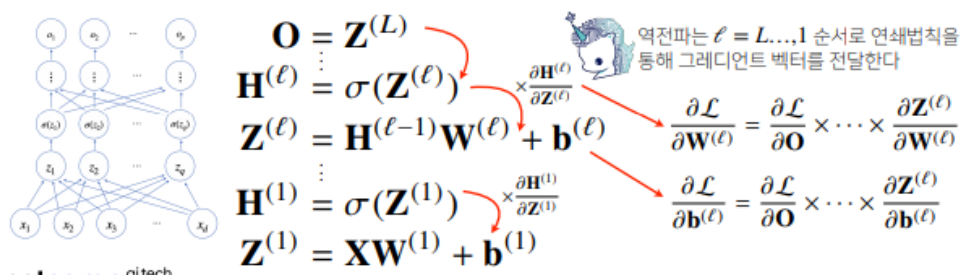 o₁ o₂ ... oₚ
⋮ ⋮ ... ⋮
σ(z₁) σ(z₂) ... σ(z_q)
z₁ z₂ ... z_q
x₁ x₂ x₃ ... x_d
O = Z^(L)
⋮
H^(ℓ) = σ(Z^(ℓ)) ×∂H^(ℓ)/∂Z^(ℓ)
Z^(ℓ) = H^(ℓ−1)W^(ℓ) + b^(ℓ)
⋮
H^(1) = σ(Z^(1)) ×∂H^(1)/∂Z^(1)
Z^(1) = XW^(1) + b^(1)
역전파는 ℓ = L...,1 순서로 연쇄법칙을
통해 그레디언트 벡터를 전달한다
∂ℒ/∂W^(ℓ) = ∂ℒ/∂O × ⋯ × ∂Z^(ℓ)/∂W^(ℓ)
∂ℒ/∂b^(ℓ) = ∂ℒ/∂O × ⋯ × ∂Z^(ℓ)/∂b^(ℓ)